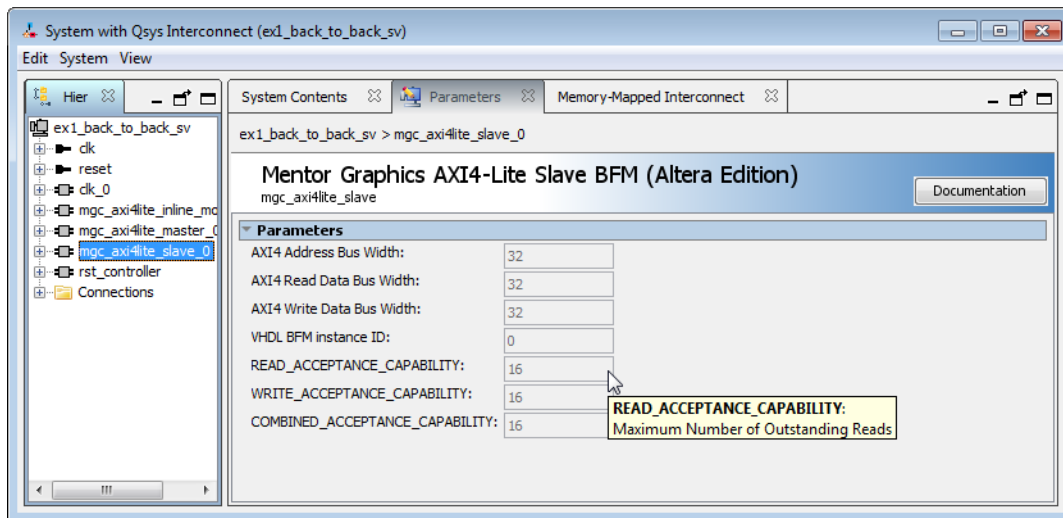 System with Qsys Interconnect (ex1_back_to_back_sv)
Edit System View
Hier
ex1_back_to_back_sv
clk
reset
clk_0
mgc_axi4lite_inline_mo
mgc_axi4lite_master_0
mgc_axi4lite_slave_0
rst_controller
Connections
System Contents Parameters Memory-Mapped Interconnect
ex1_back_to_back_sv > mgc_axi4lite_slave_0
Mentor Graphics AXI4-Lite Slave BFM (Altera Edition)
mgc_axi4lite_slave
Documentation
Parameters
AXI4 Address Bus Width: 32
AXI4 Read Data Bus Width: 32
AXI4 Write Data Bus Width: 32
VHDL BFM instance ID: 0
READ_ACCEPTANCE_CAPABILITY: 16
WRITE_ACCEPTANCE_CAPABILITY: 16
COMBINED_ACCEPTANCE_CAPABILITY: 16
READ_ACCEPTANCE_CAPABILITY:
Maximum Number of Outstanding Reads